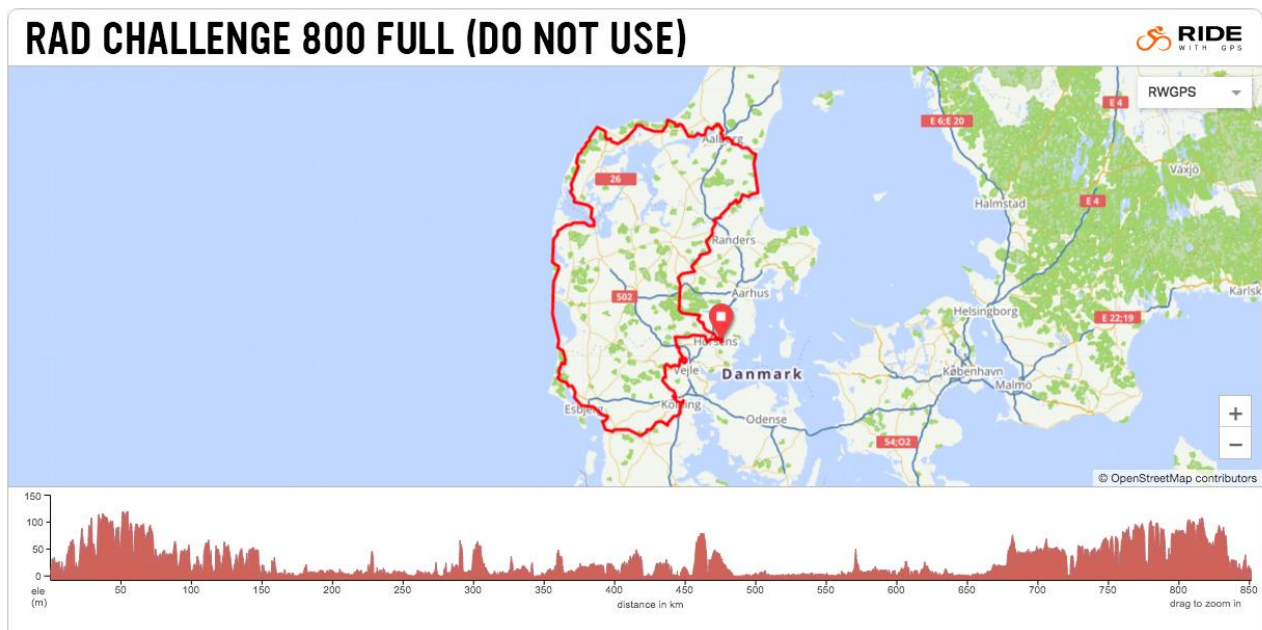 RAD CHALLENGE 800 FULL (DO NOT USE)
RIDE
WITH GPS
RWGPS
E 4
E 6;E 20
Aalborg
Växjö
26
E 4
Halmstad
Randers
502
Aarhus
Karlsk
Helsingborg
E 22;19
Horsens
Vejle
Danmark
København
Malmö
Esbjerg
Kolding
Odense
54;O2
+
−
© OpenStreetMap contributors
150
100
50
0
ele
(m)
50 100 150 200 250 300 350 400 450 500 550 600 650 700 750 800 850
distance in km
drag to zoom in